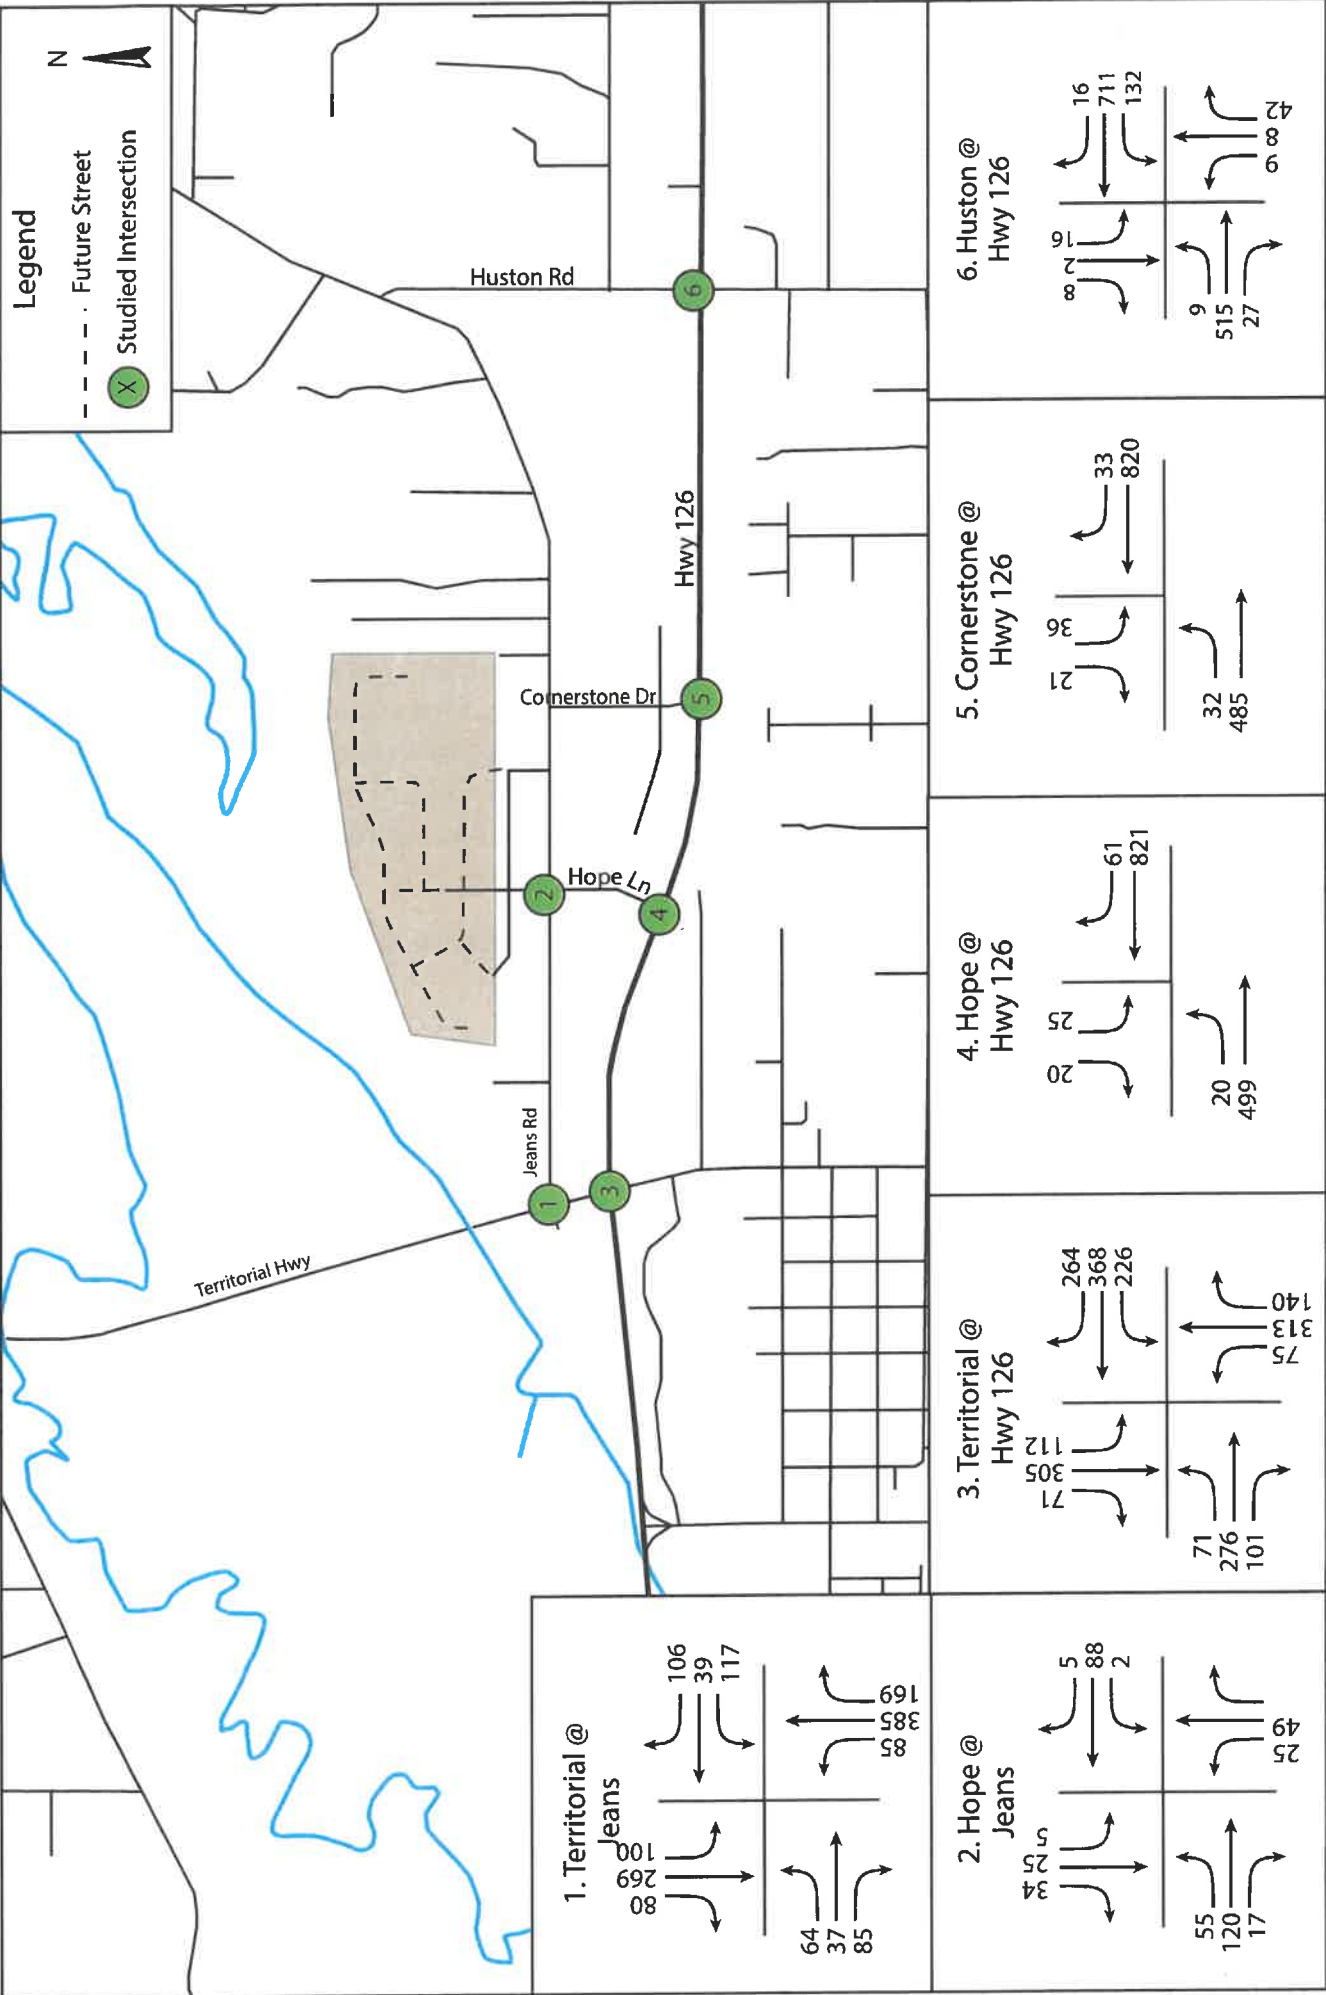 Legend
Future Street
X
Studied Intersection
N
Territorial Hwy
Jeans Rd
Hope Ln
Cornerstone Dr
Huston Rd
Hwy 126
1
2
3
4
5
6
1. Territorial @
Jeans
80
269
100
106
39
117
64
37
85
85
385
169
2. Hope @
Jeans
34
25
5
5
88
2
55
120
17
25
49
3. Territorial @
Hwy 126
71
305
112
264
368
226
71
276
101
75
313
140
4. Hope @
Hwy 126
20
25
61
821
20
499
5. Cornerstone @
Hwy 126
21
36
33
820
32
485
6. Huston @
Hwy 126
8
2
16
16
711
132
9
515
27
9
8
42